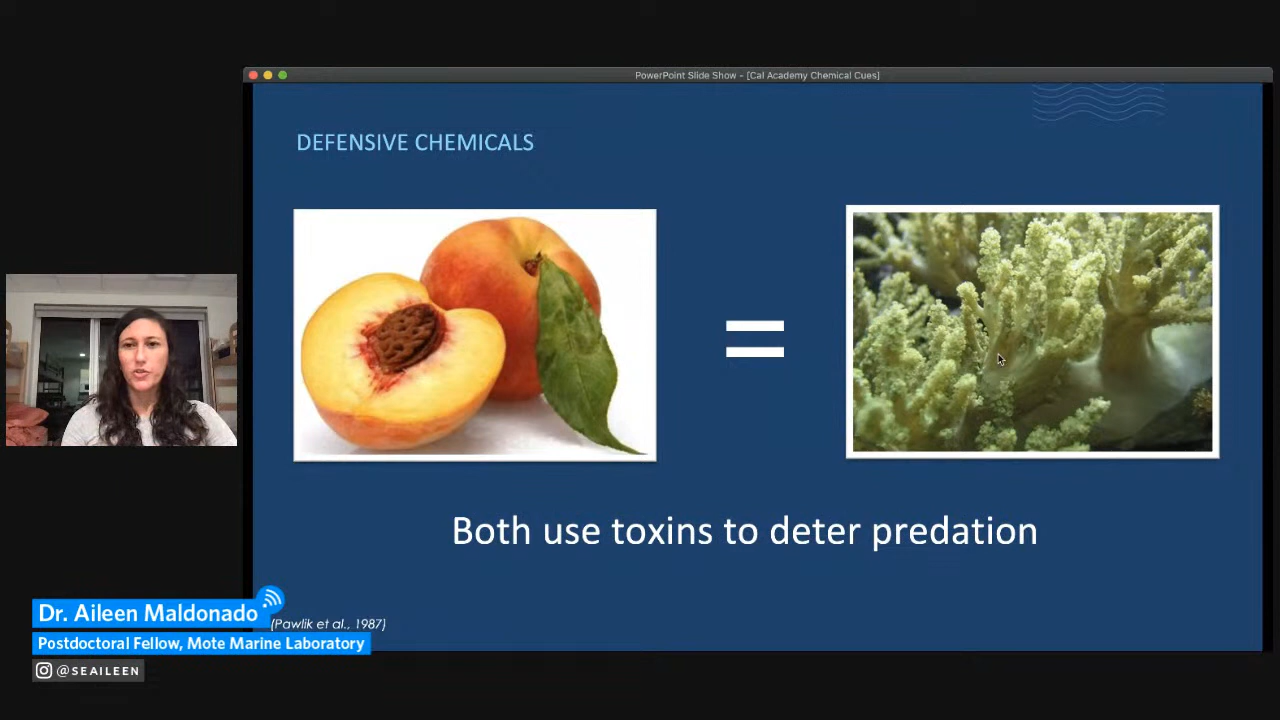 PowerPoint Slide Show - [Cal Academy Chemical Cues]
DEFENSIVE CHEMICALS
Both use toxins to deter predation
(Pawlik et al., 1987)
Dr. Aileen Maldonado
Postdoctoral Fellow, Mote Marine Laboratory
@SEAILEEN